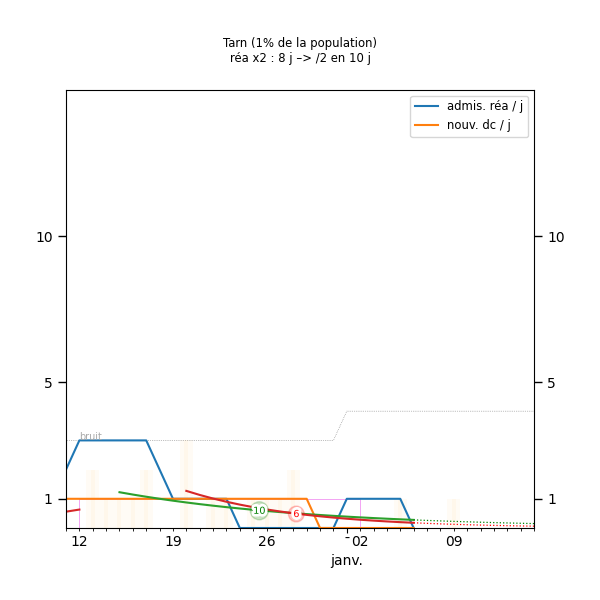 Tarn (1% de la population)
réa x2 : 8 j –> /2 en 10 j
admis. réa / j
nouv. dc / j
10
10
5
5
bruit
1
1
10
6
12
19
26
02
09
janv.